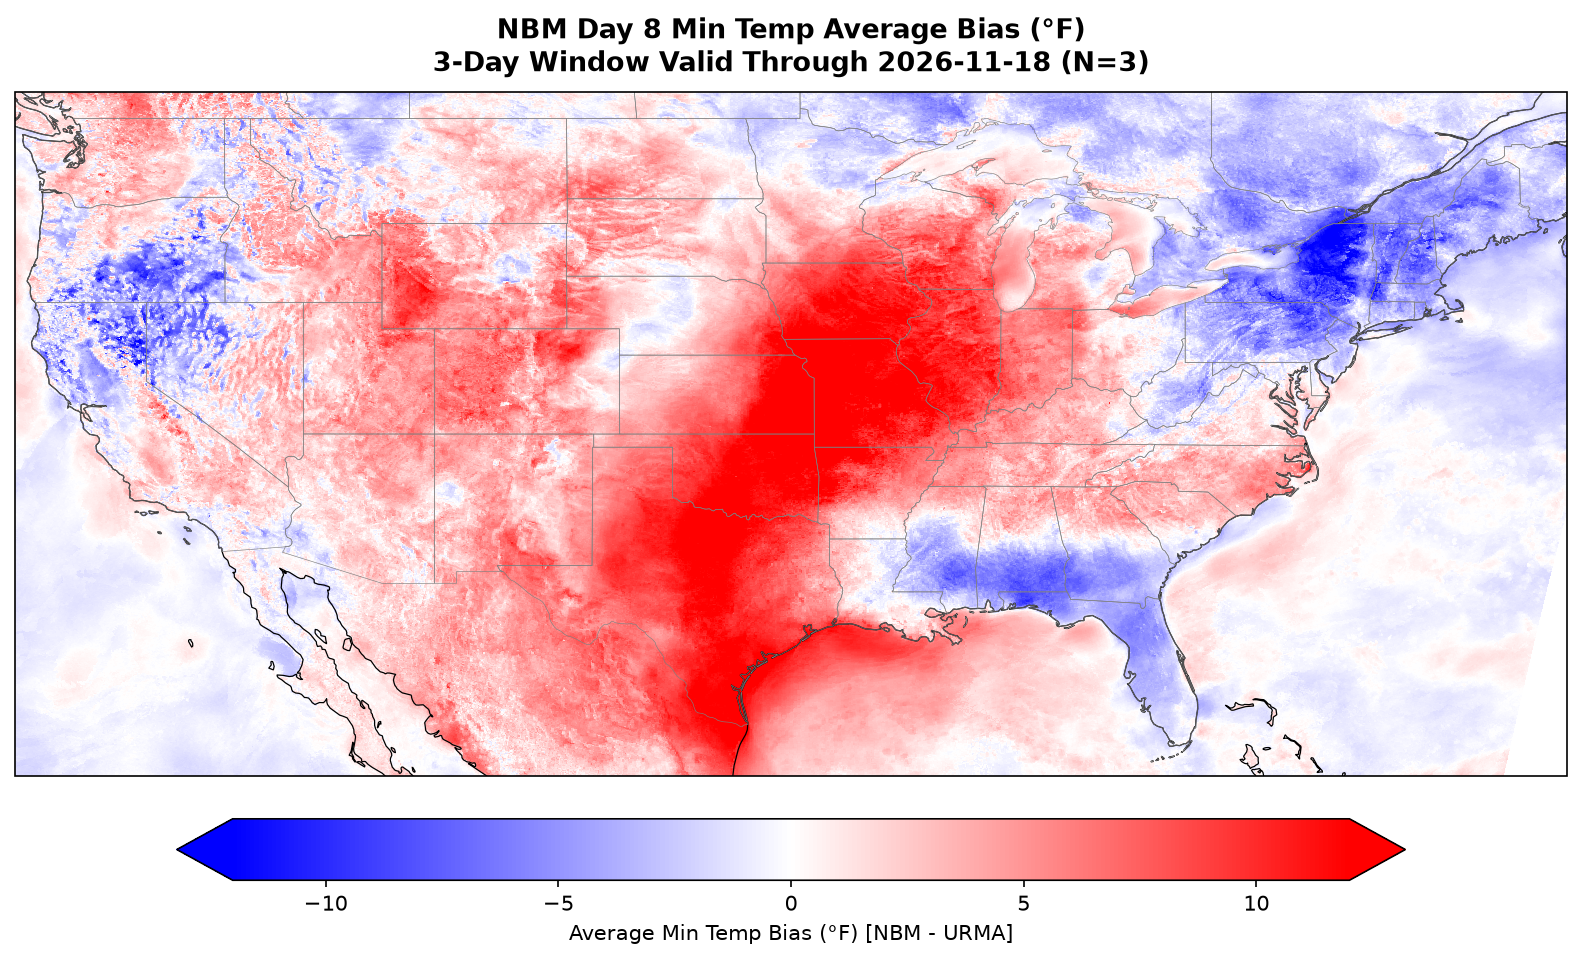 NBM Day 8 Min Temp Average Bias (°F)
3-Day Window Valid Through 2026-11-18 (N=3)
−10 −5 0 5 10
Average Min Temp Bias (°F) [NBM - URMA]